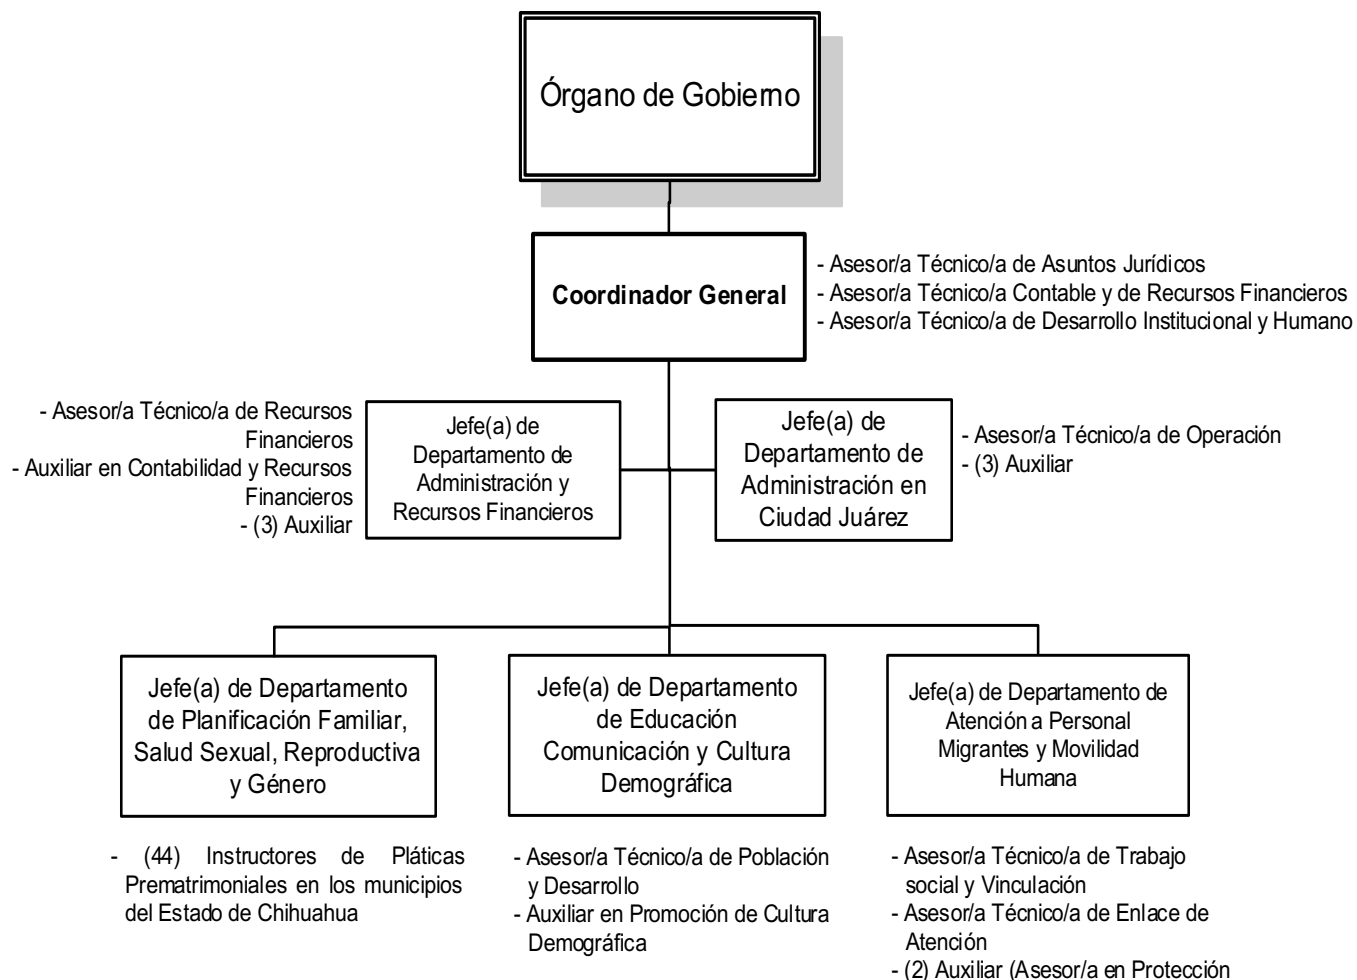 Órgano de Gobierno
Coordinador General
- Asesor/a Técnico/a de Asuntos Jurídicos
- Asesor/a Técnico/a Contable y de Recursos Financieros
- Asesor/a Técnico/a de Desarrollo Institucional y Humano
- Asesor/a Técnico/a de Recursos
Financieros
- Auxiliar en Contabilidad y Recursos
Financieros
- (3) Auxiliar
Jefe(a) de
Departamento de
Administración y
Recursos Financieros
Jefe(a) de
Departamento de
Administración en
Ciudad Juárez
- Asesor/a Técnico/a de Operación
- (3) Auxiliar
Jefe(a) de Departamento
de Planificación Familiar,
Salud Sexual, Reproductiva
y Género
Jefe(a) de Departamento
de Educación
Comunicación y Cultura
Demográfica
Jefe(a) de Departamento de
Atención a Personal
Migrantes y Movilidad
Humana
- (44) Instructores de Pláticas
Prematrimoniales en los municipios
del Estado de Chihuahua
- Asesor/a Técnico/a de Población
y Desarrollo
- Auxiliar en Promoción de Cultura
Demográfica
- Asesor/a Técnico/a de Trabajo
social y Vinculación
- Asesor/a Técnico/a de Enlace de
Atención
- (2) Auxiliar (Asesor/a en Protección